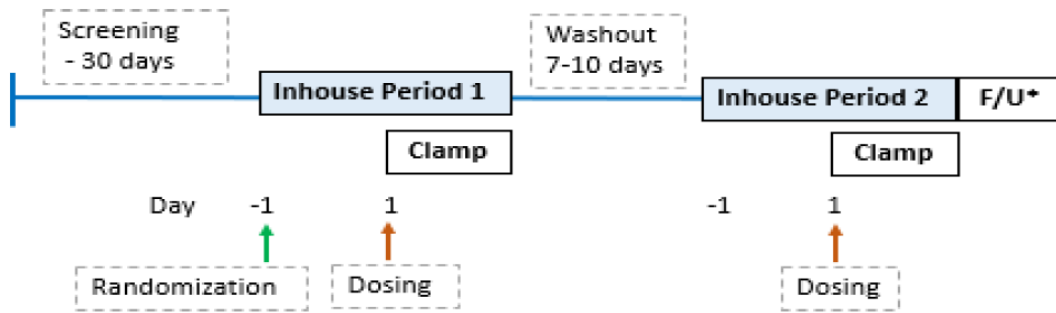 Screening
- 30 days
Washout
7-10 days
Inhouse Period 1
Inhouse Period 2
F/U*
Clamp
Clamp
Day
-1
1
-1
1
Randomization
Dosing
Dosing